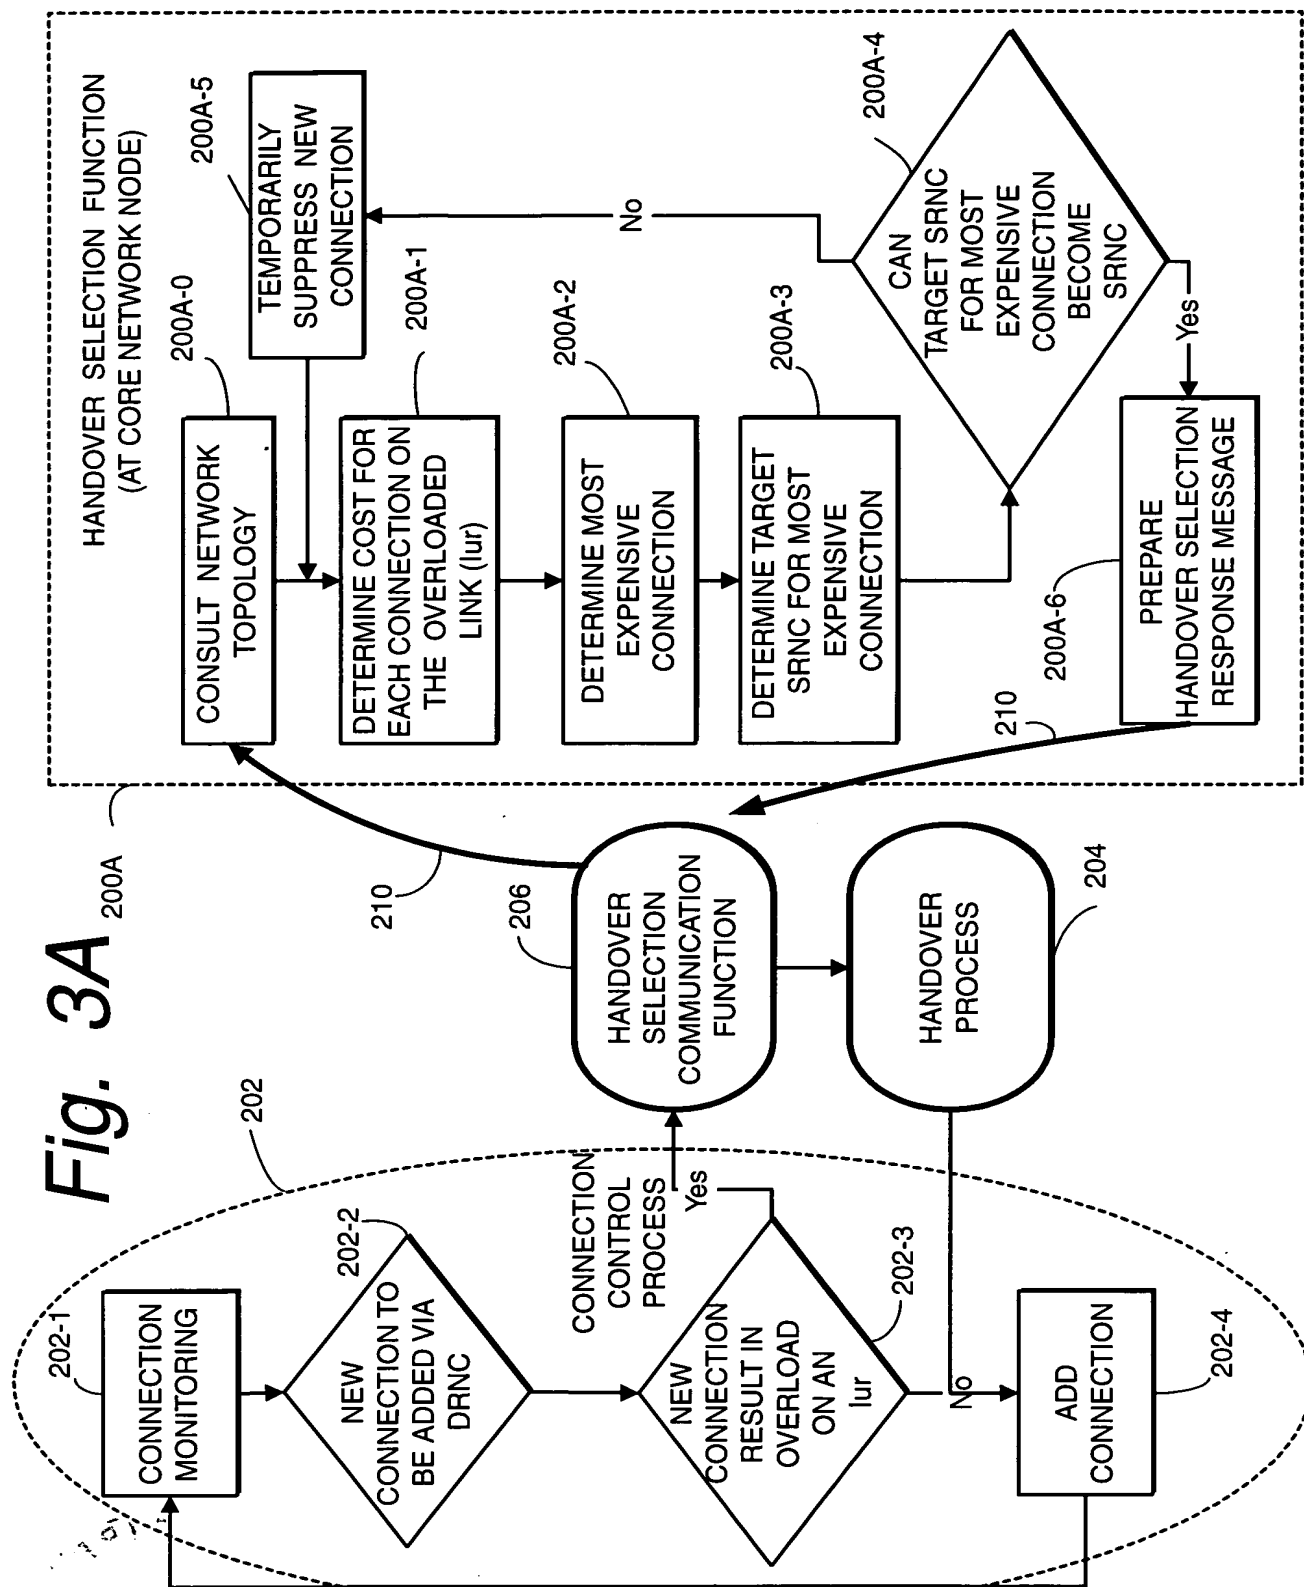 Fig. 3A
202
202-1
CONNECTION
MONITORING
202-2
NEW
CONNECTION TO
BE ADDED VIA
DRNC
CONNECTION
CONTROL
PROCESS
Yes
NEW
CONNECTION
RESULT IN
OVERLOAD
ON AN
Iur
202-3
No
ADD
CONNECTION
202-4
206
HANDOVER
SELECTION
COMMUNICATION
FUNCTION
HANDOVER
PROCESS
204
210
210
200A
HANDOVER SELECTION FUNCTION
(AT CORE NETWORK NODE)
CONSULT NETWORK
TOPOLOGY
200A-0
TEMPORARILY
SUPPRESS NEW
CONNECTION
200A-5
DETERMINE COST FOR
EACH CONNECTION ON
THE OVERLOADED
LINK (Iur)
200A-1
DETERMINE MOST
EXPENSIVE
CONNECTION
200A-2
DETERMINE TARGET
SRNC FOR MOST
EXPENSIVE
CONNECTION
200A-3
No
CAN
TARGET SRNC
FOR MOST
EXPENSIVE
CONNECTION
BECOME
SRNC
200A-4
Yes
PREPARE
HANDOVER SELECTION
RESPONSE MESSAGE
200A-6